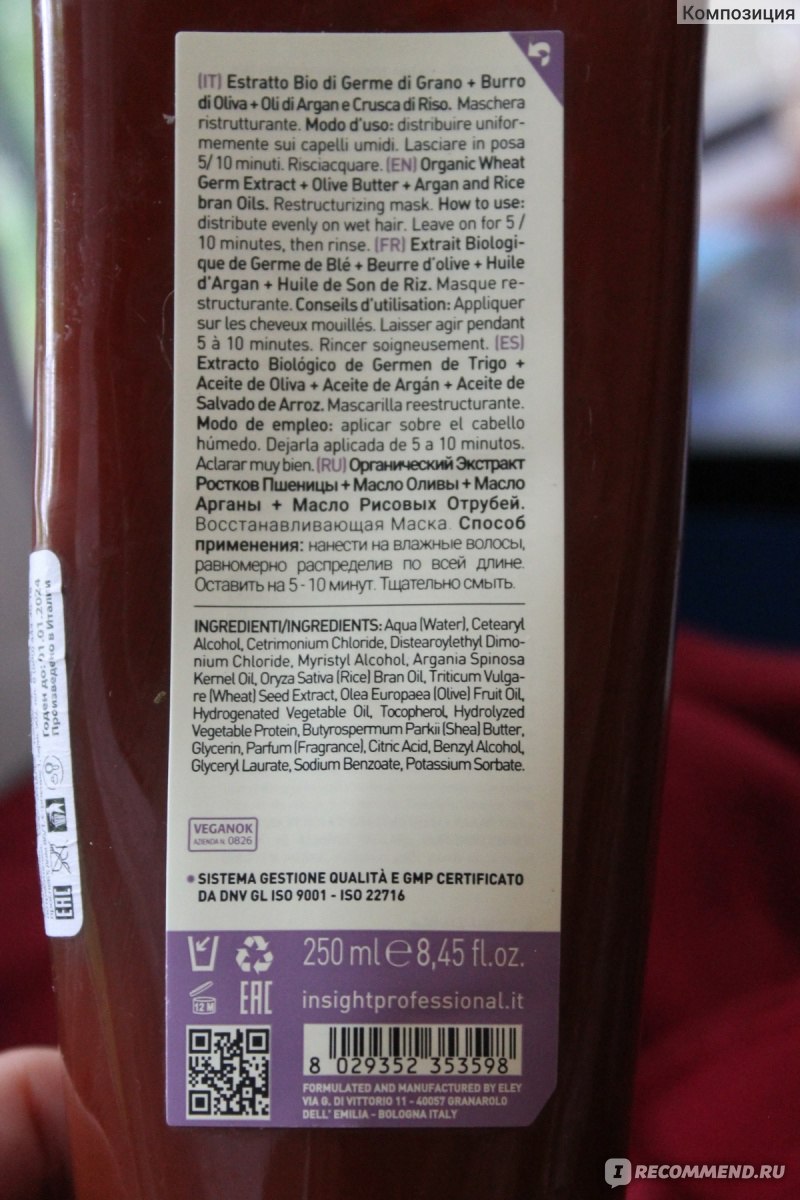 Композиция
(IT) Estratto Bio di Germe di Grano + Burro
di Oliva + Oli di Argan e Crusca di Riso. Maschera
ristrutturante. Modo d'uso: distribuire unifor-
memente sui capelli umidi. Lasciare in posa
5/ 10 minuti. Risciacquare. (EN) Organic Wheat
Germ Extract + Olive Butter + Argan and Rice
bran Oils. Restructurizing mask. How to use:
distribute evenly on wet hair. Leave on for 5 /
10 minutes, then rinse. (FR) Extrait Biologi-
que de Germe de Blé + Beurre d'olive + Huile
d'Argan + Huile de Son de Riz. Masque re-
structurante. Conseils d'utilisation: Appliquer
sur les cheveux mouillés. Laisser agir pendant
5 à 10 minutes. Rincer soigneusement. (ES)
Extracto Biológico de Germen de Trigo +
Aceite de Oliva + Aceite de Argán + Aceite de
Salvado de Arroz. Mascarilla reestructurante.
Modo de empleo: aplicar sobre el cabello
húmedo. Dejarla aplicada de 5 a 10 minutos.
Aclarar muy bien. (RU) Органический Экстракт
Ростков Пшеницы + Масло Оливы + Масло
Арганы + Масло Рисовых Отрубей.
Восстанавливающая Маска. Способ
применения: нанести на влажные волосы,
равномерно распределив по всей длине.
Оставить на 5 - 10 минут. Тщательно смыть.
INGREDIENTI/INGREDIENTS: Aqua (Water), Cetearyl
Alcohol, Cetrimonium Chloride, Distearoylethyl Dimo-
nium Chloride, Myristyl Alcohol, Argania Spinosa
Kernel Oil, Oryza Sativa (Rice) Bran Oil, Triticum Vulga-
re (Wheat) Seed Extract, Olea Europaea (Olive) Fruit Oil,
Hydrogenated Vegetable Oil, Tocopherol, Hydrolyzed
Vegetable Protein, Butyrospermum Parkii (Shea) Butter,
Glycerin, Parfum (Fragrance), Citric Acid, Benzyl Alcohol,
Glyceryl Laurate, Sodium Benzoate, Potassium Sorbate.
VEGANOK
AZIENDA N. 0826
SISTEMA GESTIONE QUALITÀ E GMP CERTIFICATO
DA DNV GL ISO 9001 - ISO 22716
250 ml ℮ 8,45 fl.oz.
12 M EAC insightprofessional.it
8 029352 353598
FORMULATED AND MANUFACTURED BY ELEY
VIA G. DI VITTORIO 11 - 40057 GRANAROLO
DELL' EMILIA - BOLOGNA ITALY
Годен до: 01.01.2024
Произведено в Италии
EAC
IRECOMMEND.RU